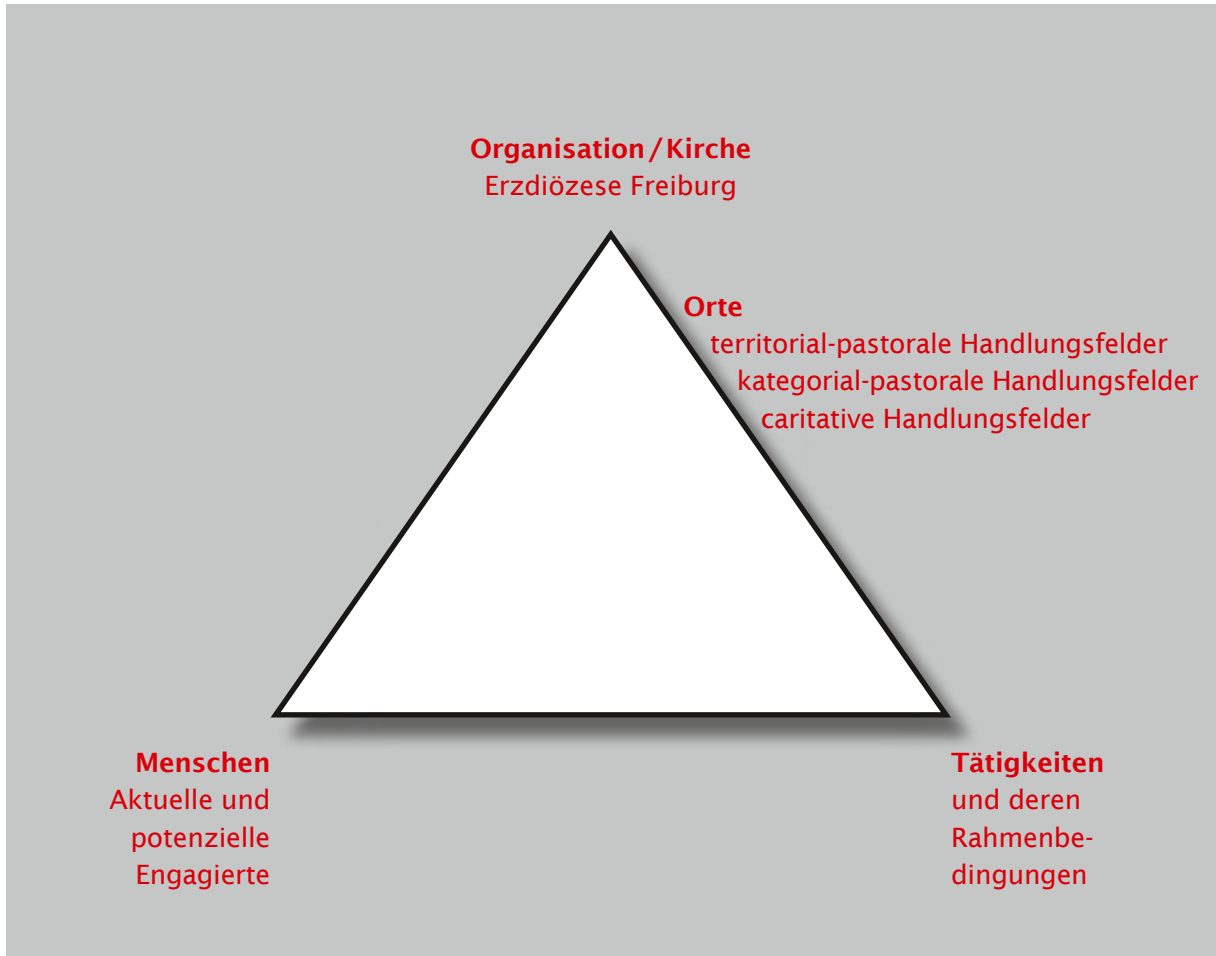 Organisation / Kirche
Erzdiözese Freiburg
Orte
territorial-pastorale Handlungsfelder
kategorial-pastorale Handlungsfelder
caritative Handlungsfelder
Menschen
Aktuelle und
potenzielle
Engagierte
Tätigkeiten
und deren
Rahmenbe-
dingungen